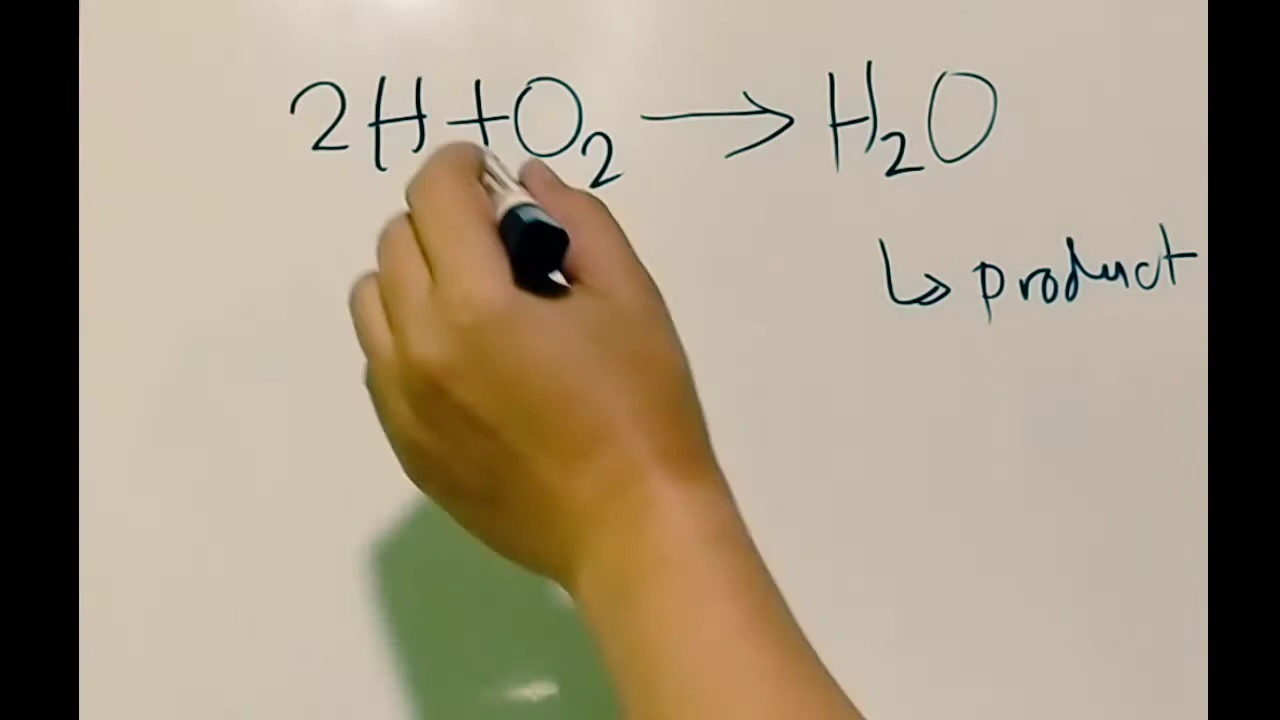 2H+O₂ → H₂O
↳ product